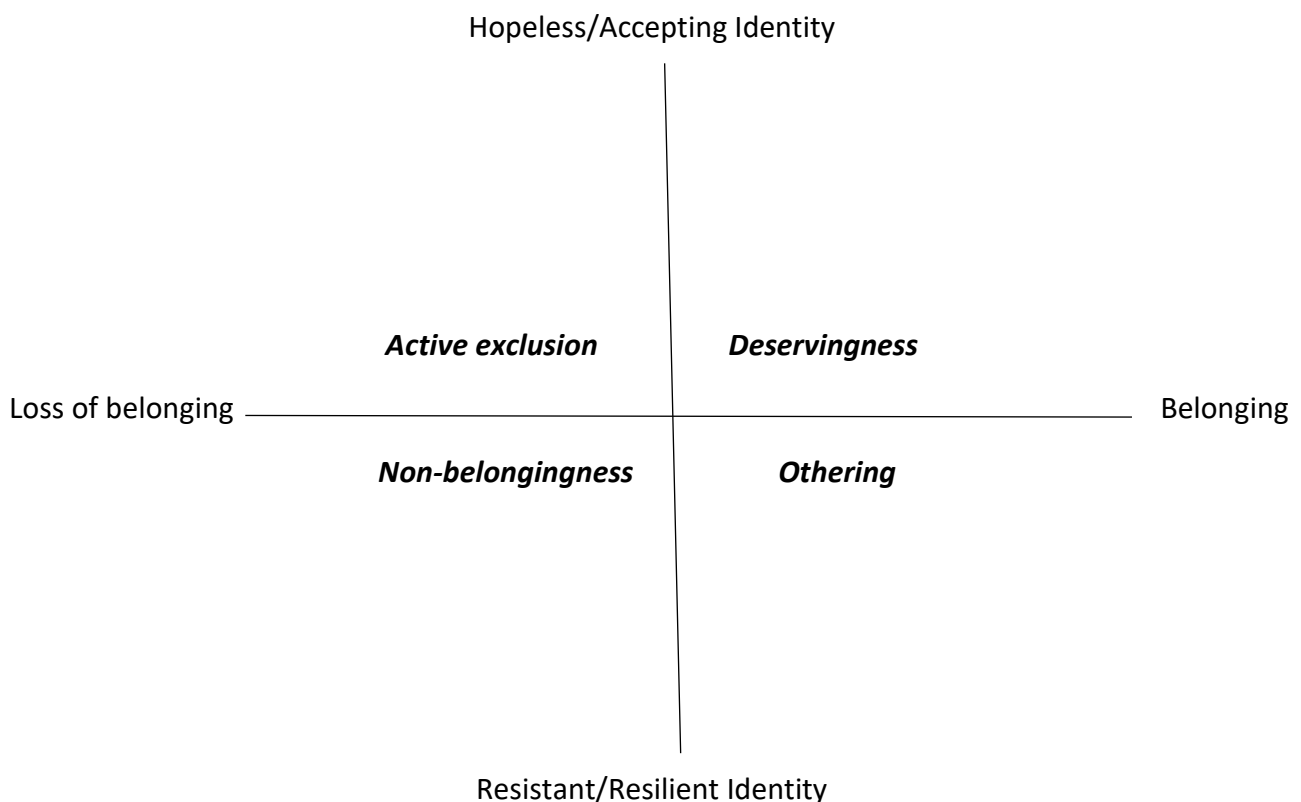 Hopeless/Accepting Identity
Active exclusion
Deservingness
Loss of belonging
Belonging
Non-belongingness
Othering
Resistant/Resilient Identity